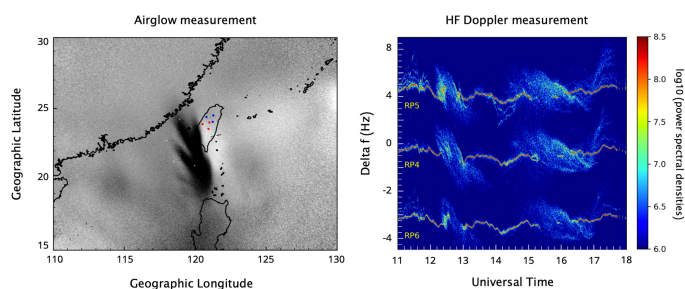 Airglow measurement
HF Doppler measurement
Geographic Latitude
30
25
20
15
110
115
120
125
130
Geographic Longitude
Delta f (Hz)
8
4
0
-2
-4
RP5
RP4
RP6
11
12
13
14
15
16
17
18
Universal Time
8.5
8.0
7.5
7.0
6.5
6.0
log10 (power spectral densities)